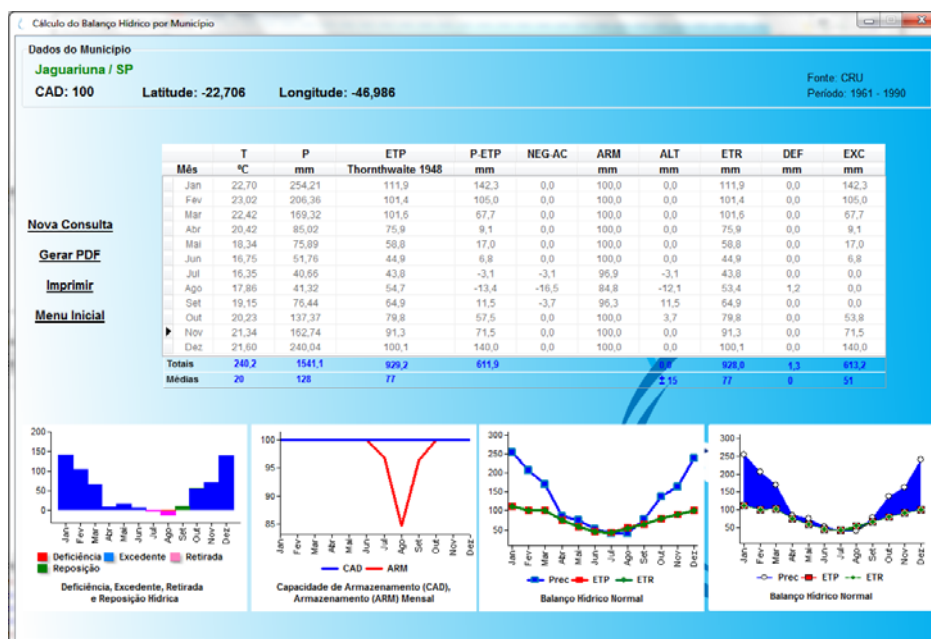 Cálculo do Balanço Hídrico por Município
Dados do Município
Jaguariuna / SP
CAD: 100 Latitude: -22,706 Longitude: -46,986
Fonte: CRU
Período: 1961 - 1990
Nova Consulta
Gerar PDF
Imprimir
Menu Inicial
T P ETP P-ETP NEG-AC ARM ALT ETR DEF EXC
Mês ºC mm Thornthwaite 1948 mm mm mm mm mm mm
Jan 22,70 254,21 111,9 142,3 0,0 100,0 0,0 111,9 0,0 142,3
Fev 23,02 206,36 101,4 105,0 0,0 100,0 0,0 101,4 0,0 105,0
Mar 22,42 169,32 101,6 67,7 0,0 100,0 0,0 101,6 0,0 67,7
Abr 20,42 85,02 75,9 9,1 0,0 100,0 0,0 75,9 0,0 9,1
Mai 18,34 75,89 58,8 17,0 0,0 100,0 0,0 58,8 0,0 17,0
Jun 16,75 51,76 44,9 6,8 0,0 100,0 0,0 44,9 0,0 6,8
Jul 16,35 40,66 43,8 -3,1 -3,1 96,9 -3,1 43,8 0,0 0,0
Ago 17,86 41,32 54,7 -13,4 -16,5 84,8 -12,1 53,4 1,2 0,0
Set 19,15 76,44 64,9 11,5 -3,7 96,3 11,5 64,9 0,0 0,0
Out 20,23 137,37 79,8 57,5 0,0 100,0 3,7 79,8 0,0 53,8
Nov 21,34 162,74 91,3 71,5 0,0 100,0 0,0 91,3 0,0 71,5
Dez 21,60 240,04 100,1 140,0 0,0 100,0 0,0 100,1 0,0 140,0
Totais 240,2 1541,1 929,2 611,9 0,0 928,0 1,3 613,2
Médias 20 128 77 ± 15 77 0 51
200
150
100
50
0
Jan Fev Mar Abr Mai Jun Jul Ago Set Out Nov Dez
Deficiência Excedente Retirada
Reposição
Deficiência, Excedente, Retirada
e Reposição Hídrica
100
95
90
85
Jan Fev Mar Abr Mai Jun Jul Ago Set Out Nov Dez
CAD ARM
Capacidade de Armazenamento (CAD),
Armazenamento (ARM) Mensal
300
250
200
150
100
50
Jan Fev Mar Abr Mai Jun Jul Ago Set Out Nov Dez
Prec ETP ETR
Balanço Hídrico Normal
300
250
200
150
100
50
Jan Fev Mar Abr Mai Jun Jul Ago Set Out Nov Dez
Prec ETP ETR
Balanço Hídrico Normal